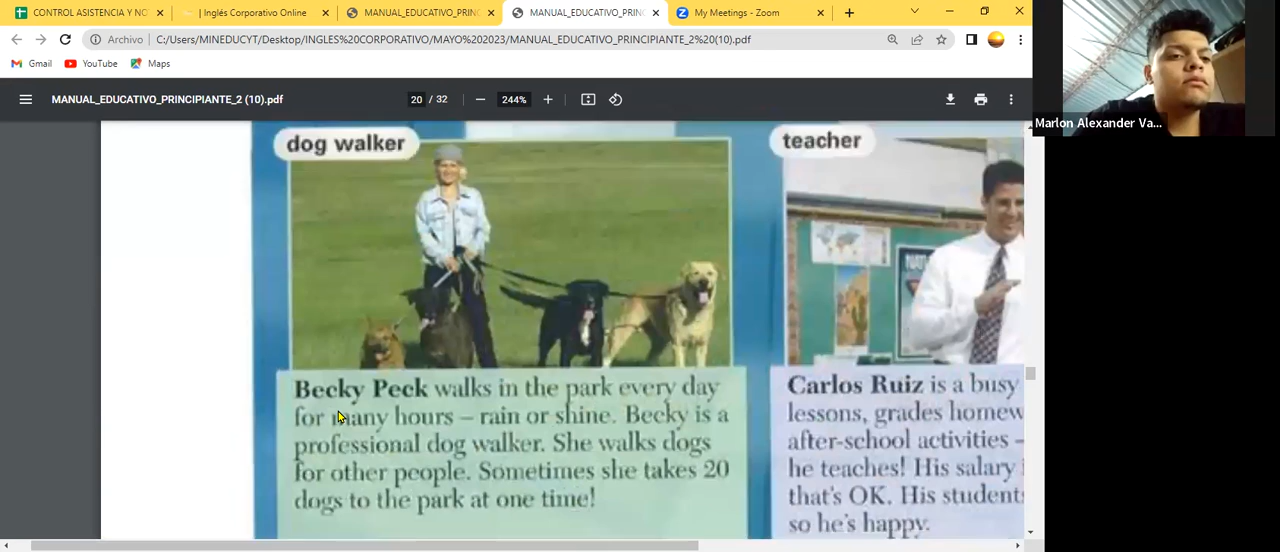 CONTROL ASISTENCIA Y NO
| Inglés Corporativo Online
MANUAL_EDUCATIVO_PRINC
MANUAL_EDUCATIVO_PRINC
My Meetings - Zoom
Archivo | C:/Users/MINEDUCYT/Desktop/INGLES%20CORPORATIVO/MAYO%202023/MANUAL_EDUCATIVO_PRINCIPIANTE_2%20(10).pdf
Gmail
YouTube
Maps
MANUAL_EDUCATIVO_PRINCIPIANTE_2 (10).pdf
20 / 32
244%
Marlon Alexander Va...
dog walker
Becky Peck walks in the park every day
for many hours – rain or shine. Becky is a
professional dog walker. She walks dogs
for other people. Sometimes she takes 20
dogs to the park at one time!
teacher
NAT
Carlos Ruiz is a busy
lessons, grades homew
after-school activities –
he teaches! His salary
that's OK. His student
so he's happy.